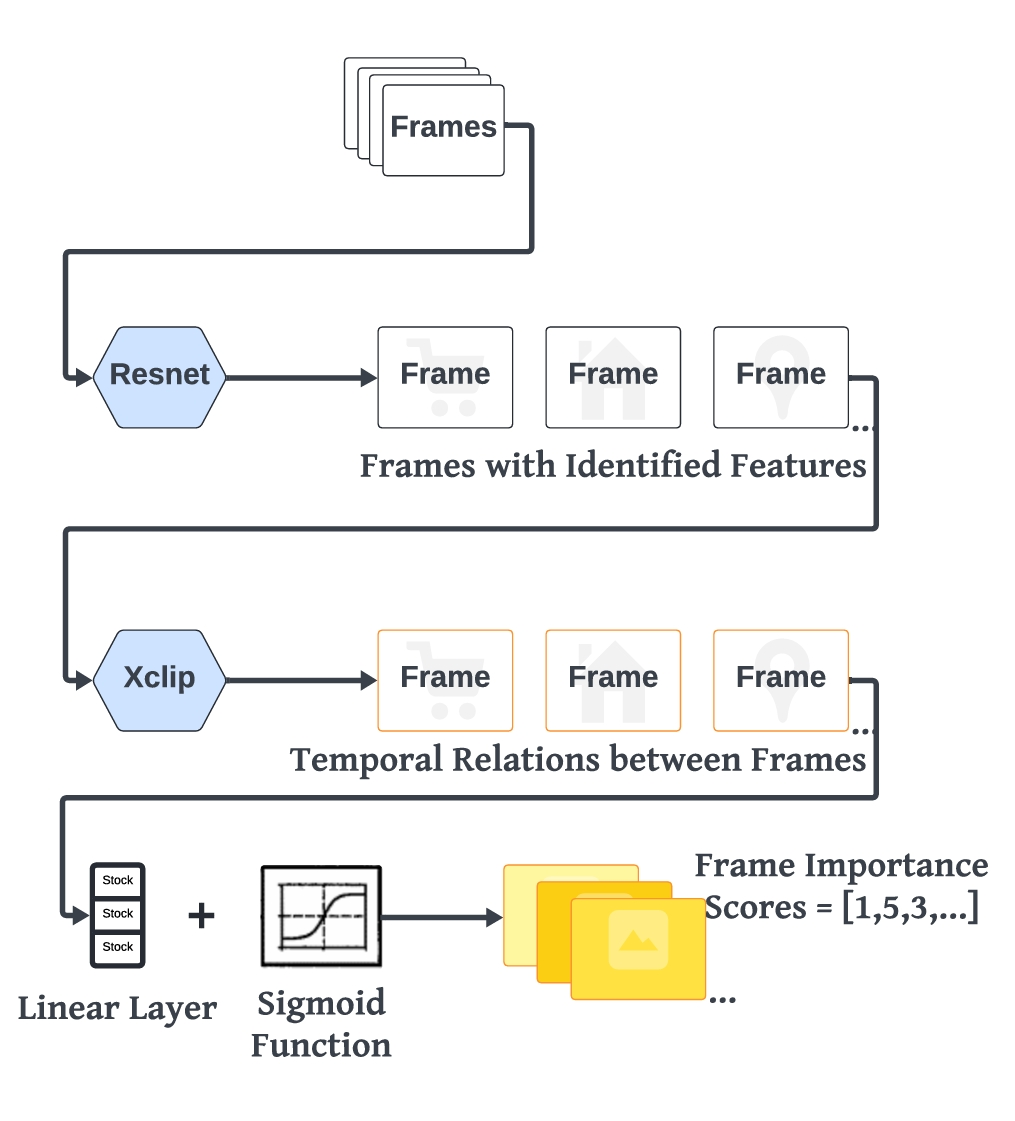 Frames
Resnet
Frame
Frame
Frame
...
Frames with Identified Features
Xclip
Frame
Frame
Frame
...
Temporal Relations between Frames
Stock
Stock
Stock
+
Linear Layer
Sigmoid
Function
Frame Importance
Scores = [1,5,3,...]
...